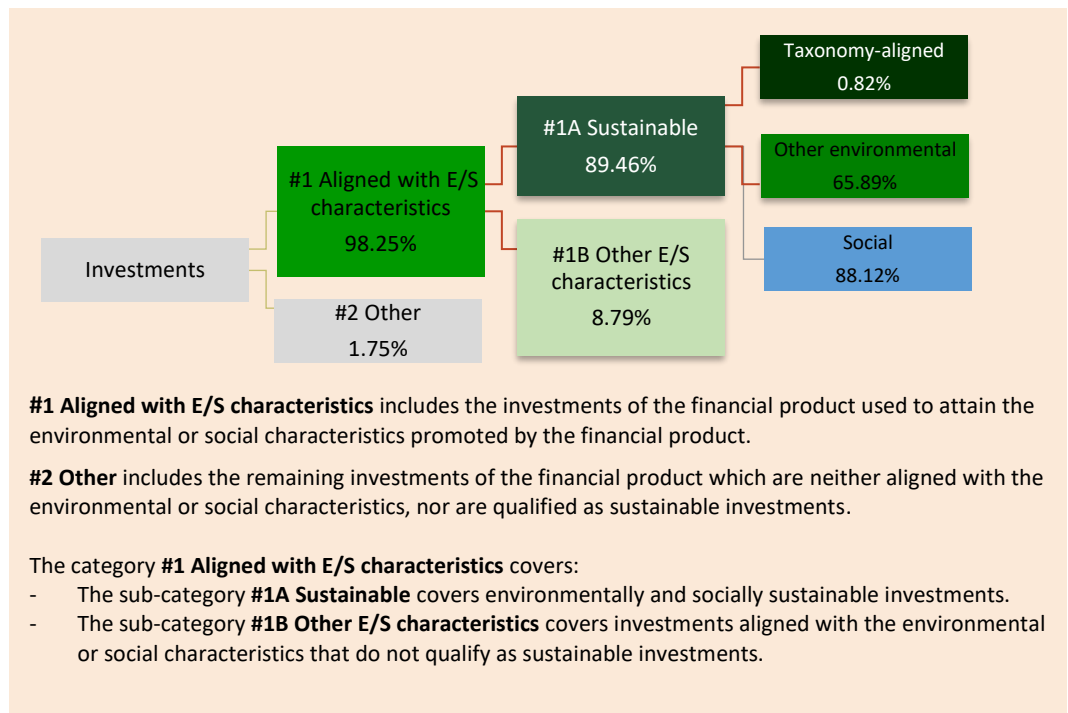 Taxonomy-aligned
0.82%
#1A Sustainable
89.46%
Other environmental
65.89%
#1 Aligned with E/S
characteristics
98.25%
Social
88.12%
#1B Other E/S
characteristics
8.79%
Investments
#2 Other
1.75%
#1 Aligned with E/S characteristics includes the investments of the financial product used to attain the
environmental or social characteristics promoted by the financial product.
#2 Other includes the remaining investments of the financial product which are neither aligned with the
environmental or social characteristics, nor are qualified as sustainable investments.
The category #1 Aligned with E/S characteristics covers:
- The sub-category #1A Sustainable covers environmentally and socially sustainable investments.
- The sub-category #1B Other E/S characteristics covers investments aligned with the environmental
or social characteristics that do not qualify as sustainable investments.